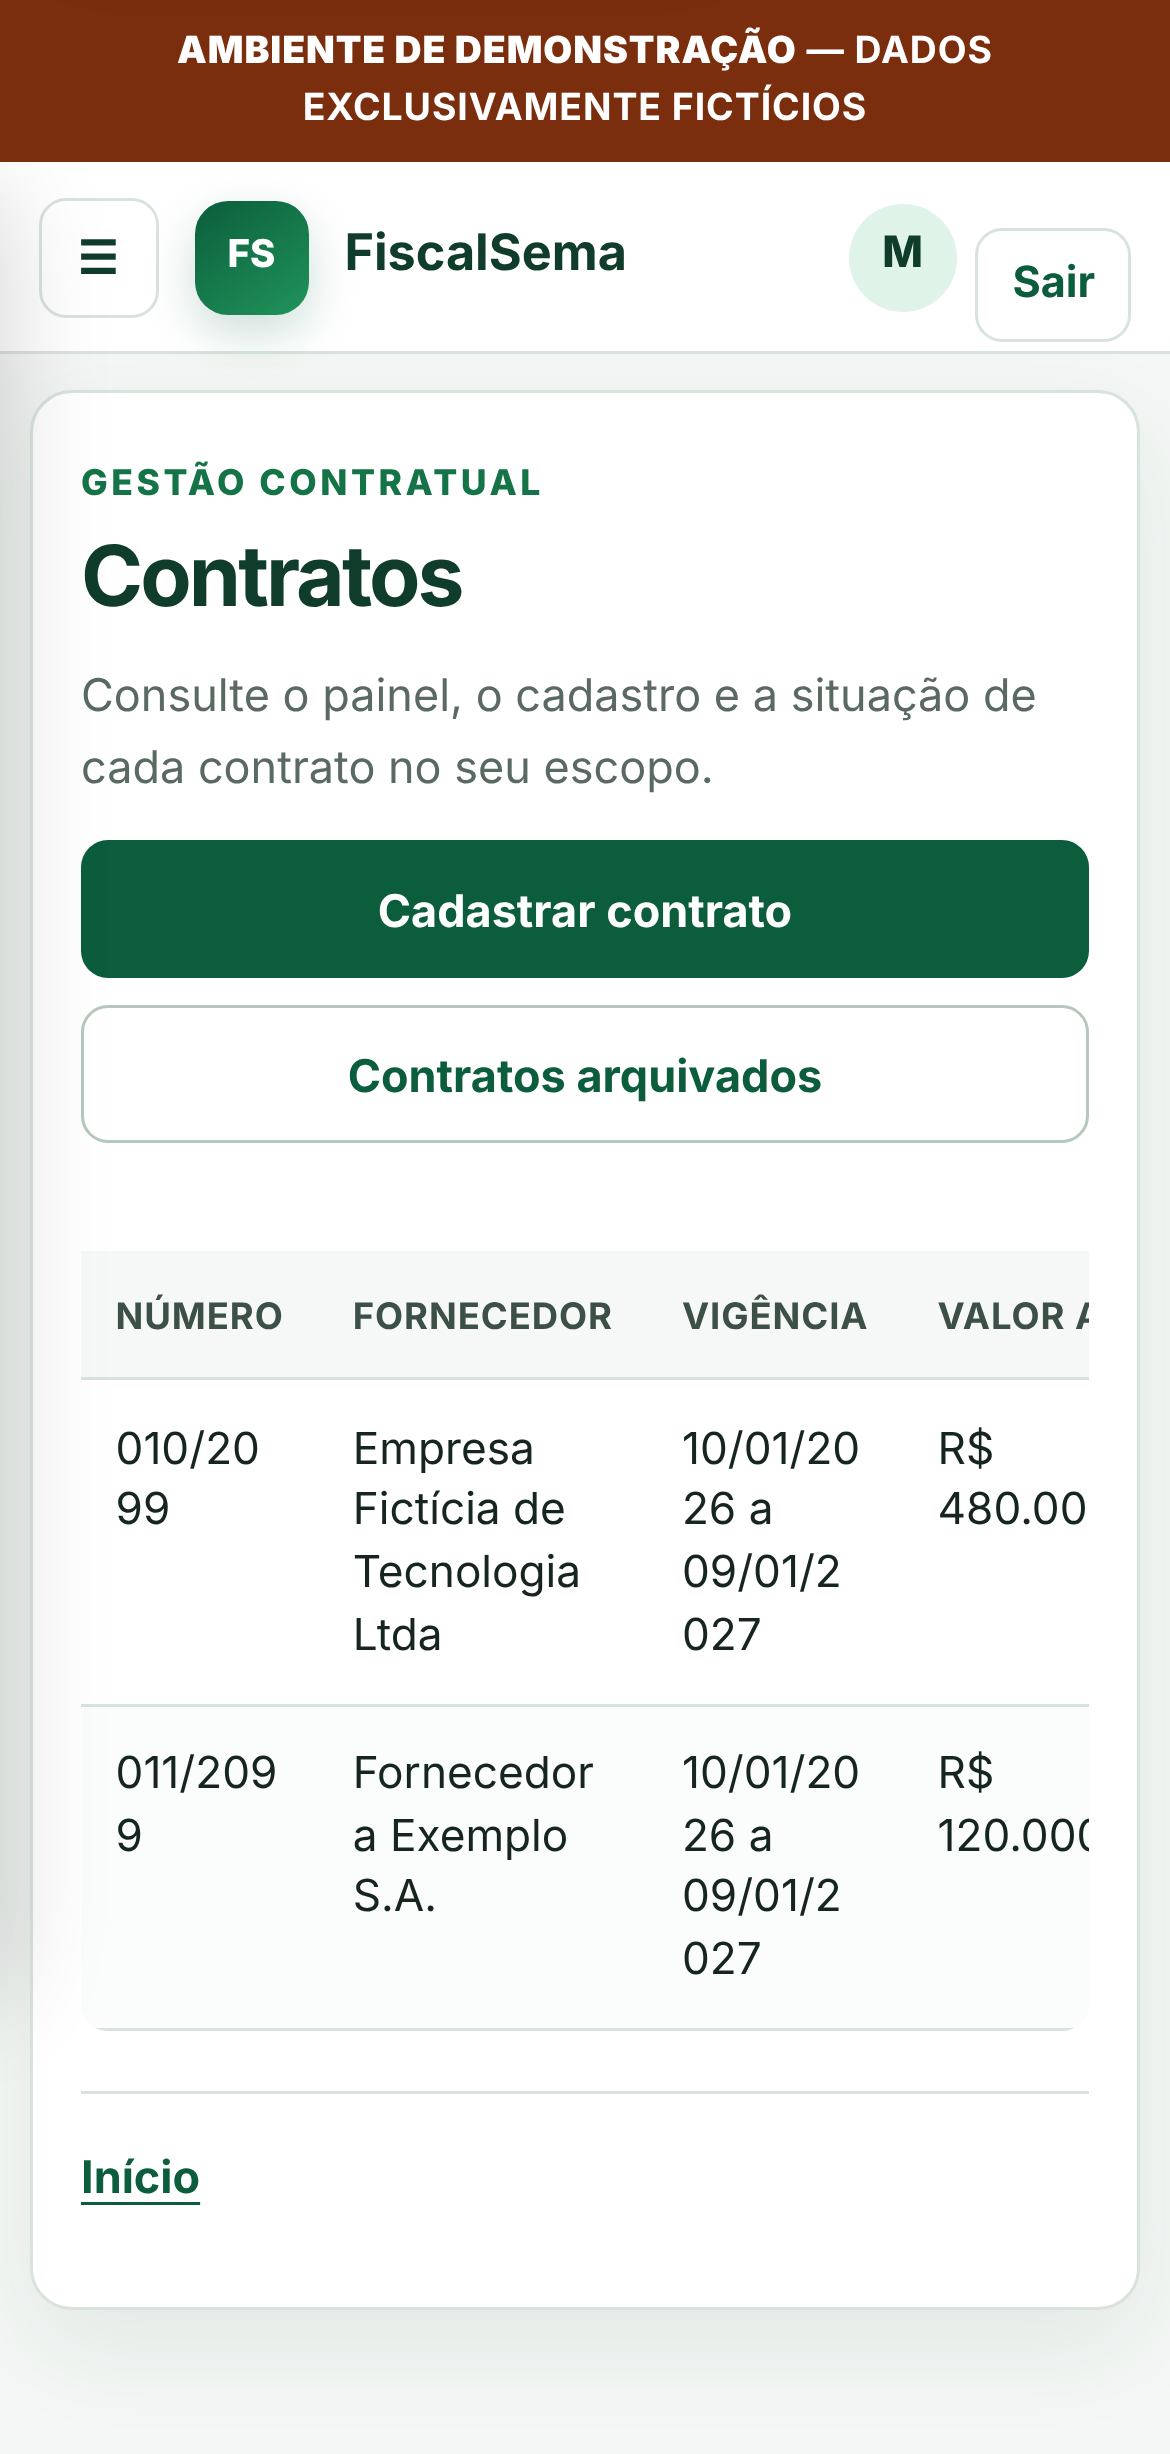 AMBIENTE DE DEMONSTRAÇÃO — DADOS
EXCLUSIVAMENTE FICTÍCIOS
☰ FS FiscalSema M Sair
GESTÃO CONTRATUAL
Contratos
Consulte o painel, o cadastro e a situação de
cada contrato no seu escopo.
Cadastrar contrato
Contratos arquivados
NÚMERO FORNECEDOR VIGÊNCIA VALOR
010/20 Empresa 10/01/20 R$
99 Fictícia de 26 a 480.00
Tecnologia 09/01/2
Ltda 027
011/209 Fornecedor 10/01/20 R$
9 a Exemplo 26 a 120.000
S.A. 09/01/2
027
Início